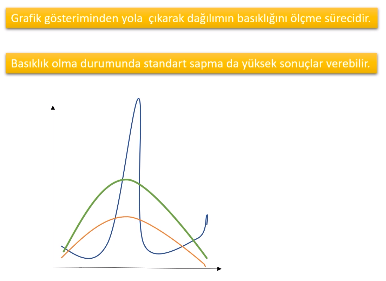 Grafik gösteriminden yola çıkarak dağılımın basıklığını ölçme sürecidir.
Basıklık olma durumunda standart sapma da yüksek sonuçlar verebilir.